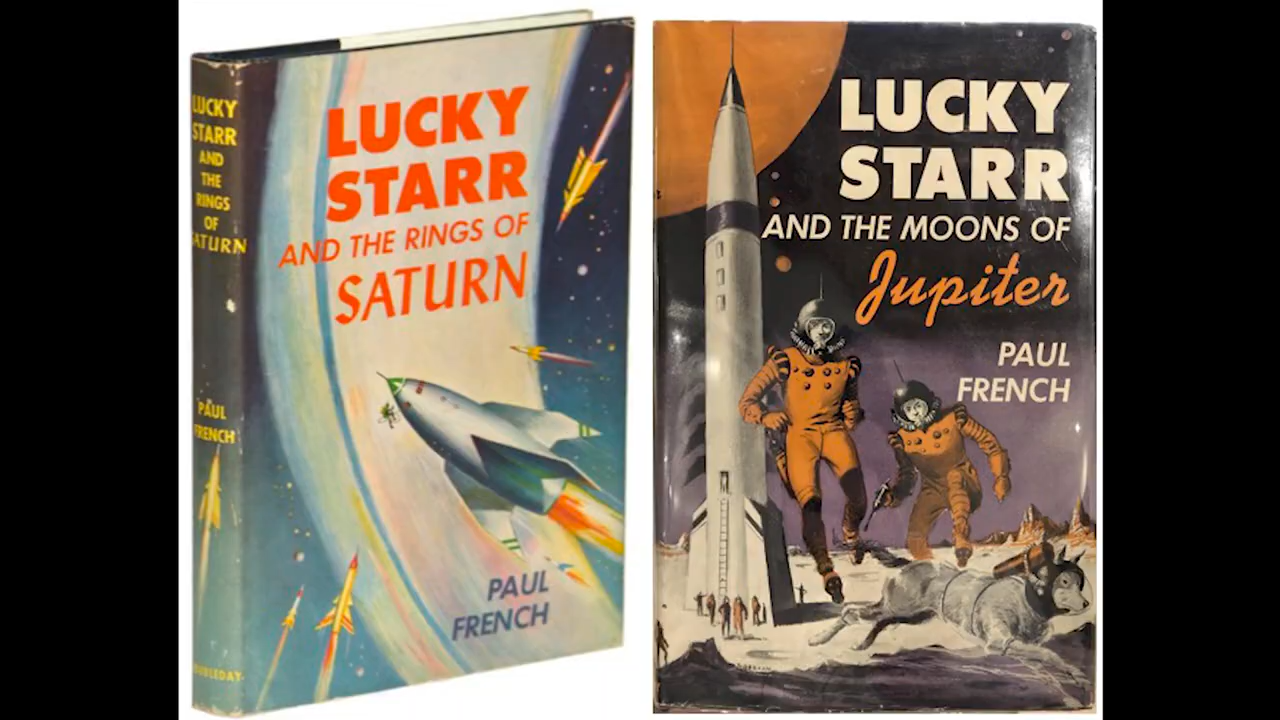 LUCKY
STARR
AND
THE
RINGS
OF
SATURN
PAUL
FRENCH
DOUBLEDAY
LUCKY
STARR
AND THE RINGS OF
SATURN
PAUL
FRENCH
LUCKY
STARR
AND THE MOONS OF
Jupiter
PAUL
FRENCH